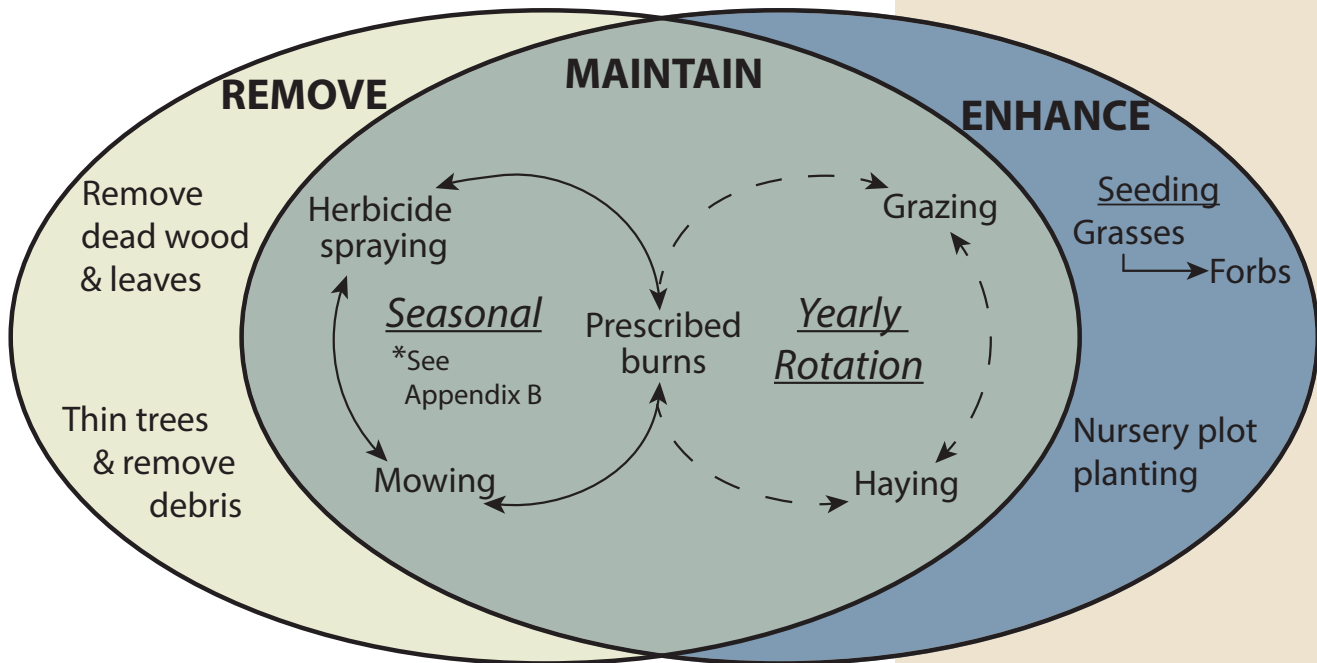 REMOVE
MAINTAIN
ENHANCE
Remove
dead wood
& leaves
Thin trees
& remove
debris
Herbicide
spraying
Seasonal
*See
Appendix B
Mowing
Prescribed
burns
Grazing
Yearly
Rotation
Haying
Seeding
Grasses
Forbs
Nursery plot
planting